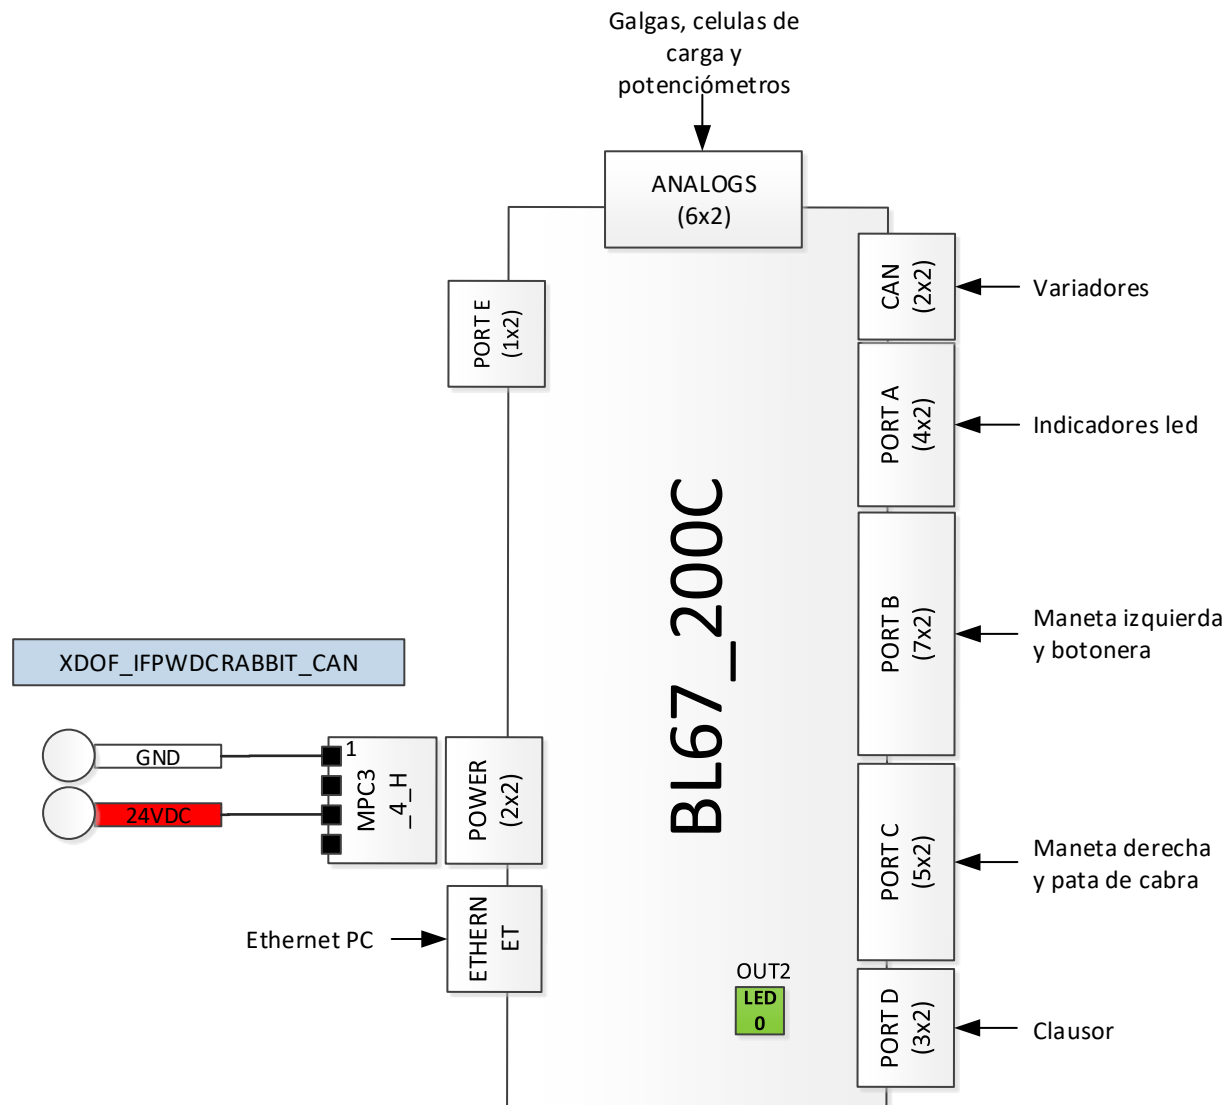 Galgas, celulas de
carga y
potenciómetros
ANALOGS
(6x2)
CAN
(2x2)
Variadores
PORT E
(1x2)
PORT A
(4x2)
Indicadores led
BL67_200C
PORT B
(7x2)
Maneta izquierda
y botonera
XDOF_IFPWDCRABBIT_CAN
GND
24VDC
1
MPC3
_4_H
POWER
(2x2)
PORT C
(5x2)
Maneta derecha
y pata de cabra
Ethernet PC
ETHERN
ET
OUT2
LED
0
PORT D
(3x2)
Clausor